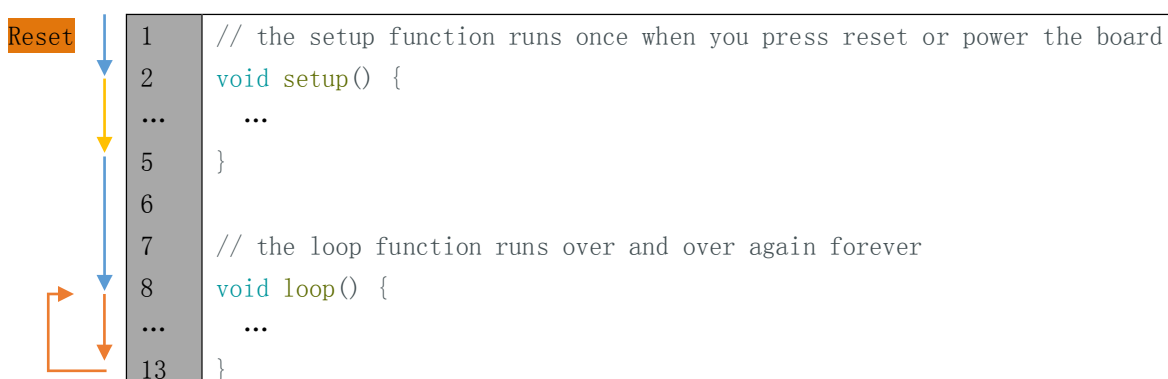 Reset 1 // the setup function runs once when you press reset or power the board
2 void setup() {
… …
5 }
6
7 // the loop function runs over and over again forever
8 void loop() {
… …
13 }